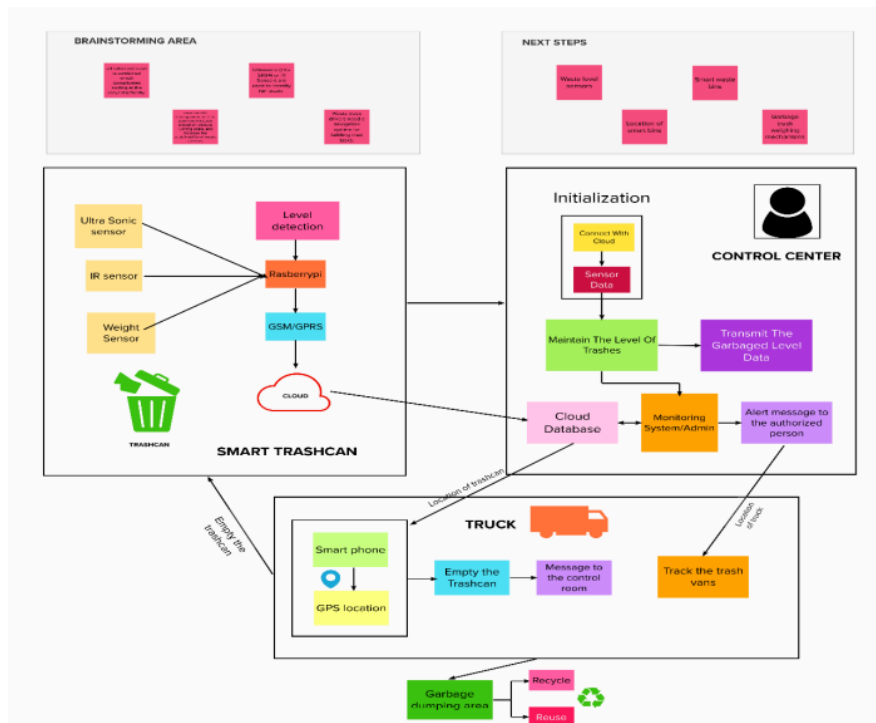 BRAINSTORMING AREA
NEXT STEPS
Waste level
sensors
Smart waste
bins
Location of
smart bins
Garbage
weighing
mechanism
Ultra Sonic
sensor
IR sensor
Weight
Sensor
Level
detection
Rasberrypi
GSM/GPRS
CLOUD
TRASHCAN
SMART TRASHCAN
Initialization
Connect With
Cloud
Sensor
Data
CONTROL CENTER
Maintain The Level Of
Trashes
Transmit The
Garbaged Level
Data
Cloud
Database
Monitoring
System/Admin
Alert message to
the authorized
person
Location of trashcan
Location
of truck
Empty the
trashcan
TRUCK
Smart phone
GPS location
Empty the
Trashcan
Message to
the control
room
Track the trash
vans
Garbage
dumping area
Recycle
Reuse